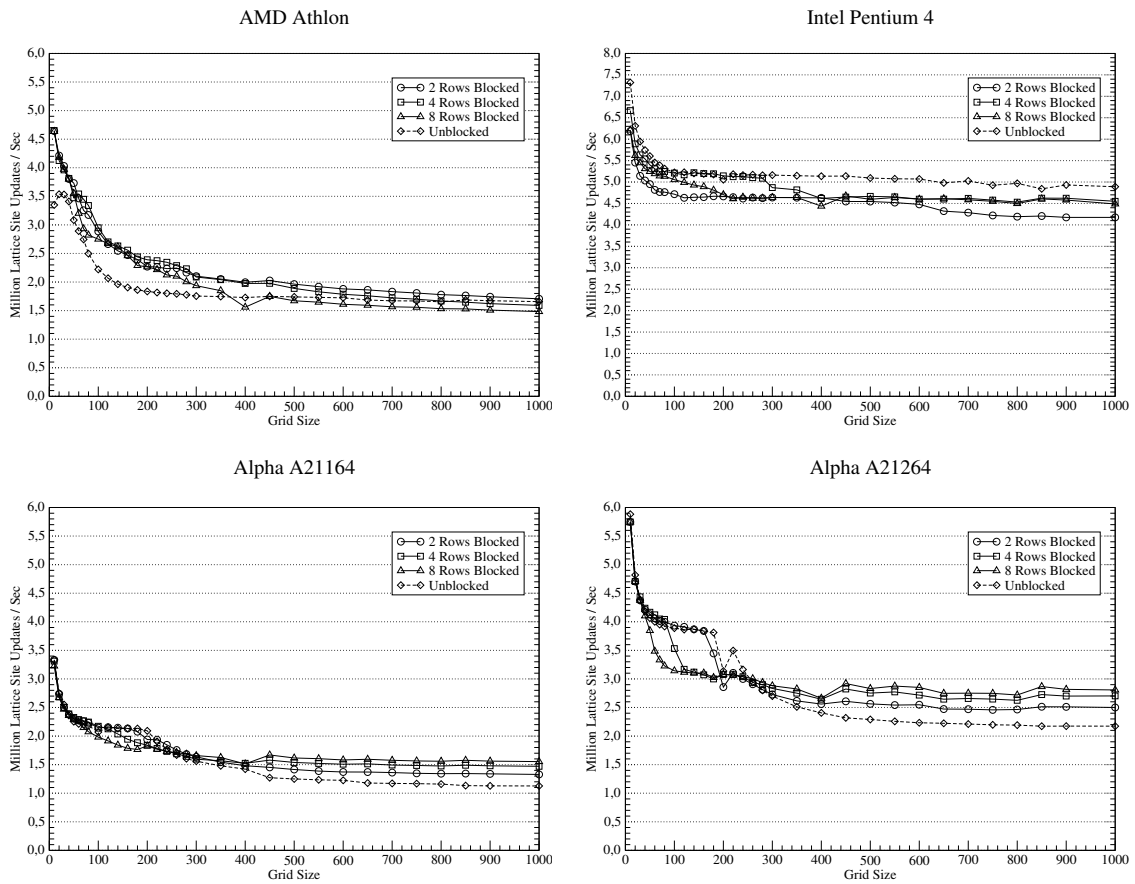 AMD Athlon
Million Lattice Site Updates / Sec
6,0
5,5
5,0
4,5
4,0
3,5
3,0
2,5
2,0
1,5
1,0
0,5
0,0
2 Rows Blocked
4 Rows Blocked
8 Rows Blocked
Unblocked
0 100 200 300 400 500 600 700 800 900 1000
Grid Size
Intel Pentium 4
Million Lattice Site Updates / Sec
8,0
7,5
7,0
6,5
6,0
5,5
5,0
4,5
4,0
3,5
3,0
2,5
2,0
1,5
1,0
0,5
0,0
2 Rows Blocked
4 Rows Blocked
8 Rows Blocked
Unblocked
0 100 200 300 400 500 600 700 800 900 1000
Grid Size
Alpha A21164
Million Lattice Site Updates / Sec
6,0
5,5
5,0
4,5
4,0
3,5
3,0
2,5
2,0
1,5
1,0
0,5
0,0
2 Rows Blocked
4 Rows Blocked
8 Rows Blocked
Unblocked
0 100 200 300 400 500 600 700 800 900 1000
Grid Size
Alpha A21264
Million Lattice Site Updates / Sec
6,0
5,5
5,0
4,5
4,0
3,5
3,0
2,5
2,0
1,5
1,0
0,5
0,0
2 Rows Blocked
4 Rows Blocked
8 Rows Blocked
Unblocked
0 100 200 300 400 500 600 700 800 900 1000
Grid Size